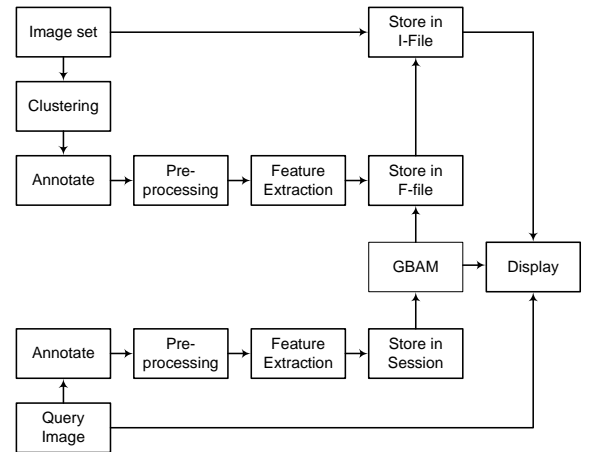 Image set
Store in
I-File
Clustering
Annotate
Pre-
processing
Feature
Extraction
Store in
F-file
GBAM
Display
Annotate
Pre-
processing
Feature
Extraction
Store in
Session
Query
Image